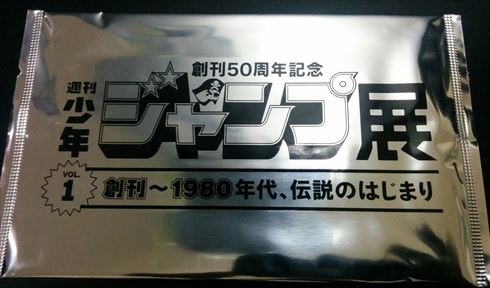 創刊50周年記念
週刊
少年
ジャンプ展
VOL.
1
創刊～1980年代、伝説のはじまり